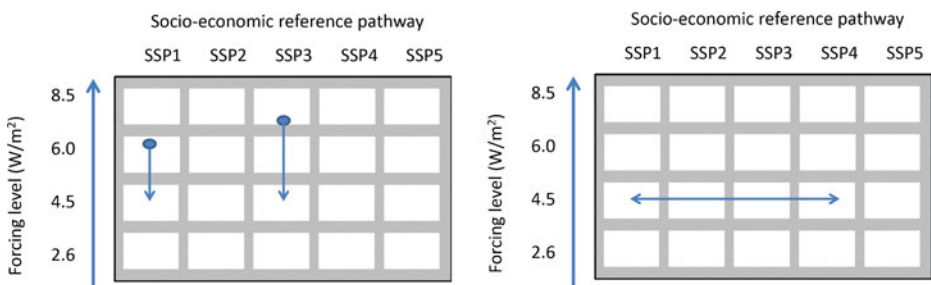 Socio-economic reference pathway
SSP1 SSP2 SSP3 SSP4 SSP5
Forcing level (W/m²)
8.5
6.0
4.5
2.6
Socio-economic reference pathway
SSP1 SSP2 SSP3 SSP4 SSP5
Forcing level (W/m²)
8.5
6.0
4.5
2.6